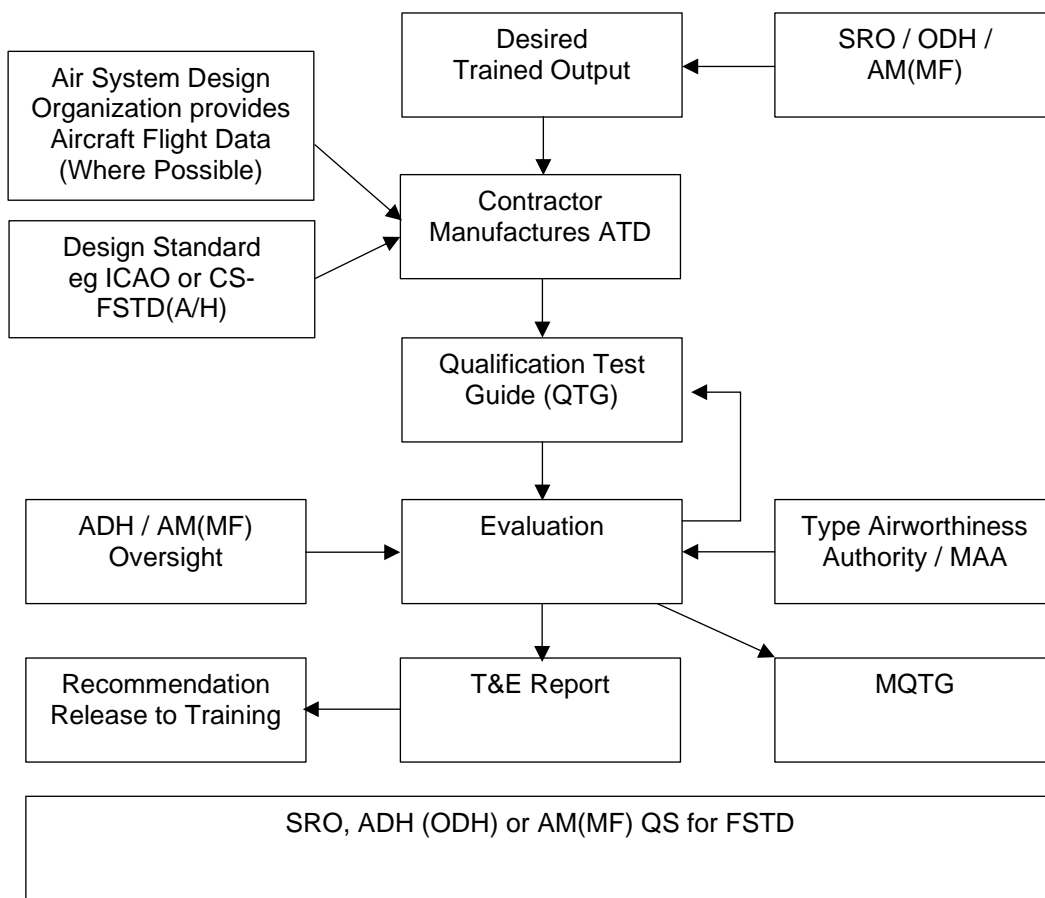 Desired
Trained Output
SRO / ODH /
AM(MF)
Air System Design
Organization provides
Aircraft Flight Data
(Where Possible)
Contractor
Manufactures ATD
Design Standard
eg ICAO or CS-
FSTD(A/H)
Qualification Test
Guide (QTG)
ADH / AM(MF)
Oversight
Evaluation
Type Airworthiness
Authority / MAA
Recommendation
Release to Training
T&E Report
MQTG
SRO, ADH (ODH) or AM(MF) QS for FSTD